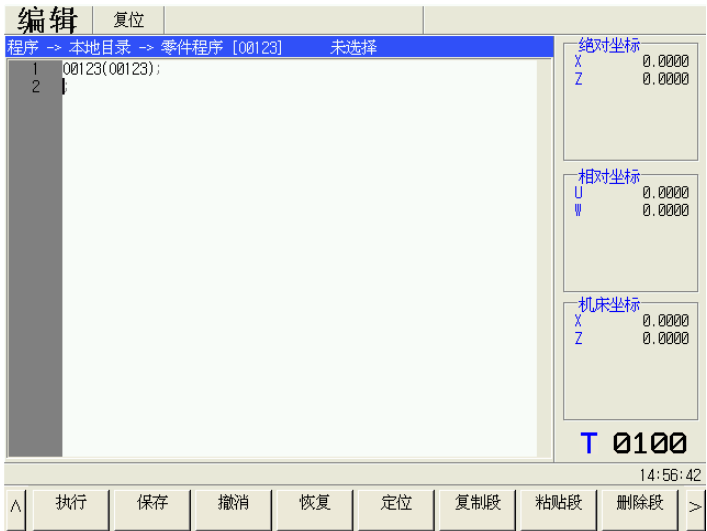 编辑 复位
程序 -> 本地目录 -> 零件程序 [O0123] 未选择
1 O0123(O0123);
2 ;
绝对坐标
X 0.0000
Z 0.0000
相对坐标
U 0.0000
W 0.0000
机床坐标
X 0.0000
Z 0.0000
T 0100
14:56:42
^ 执行 保存 撤消 恢复 定位 复制段 粘贴段 删除段 >